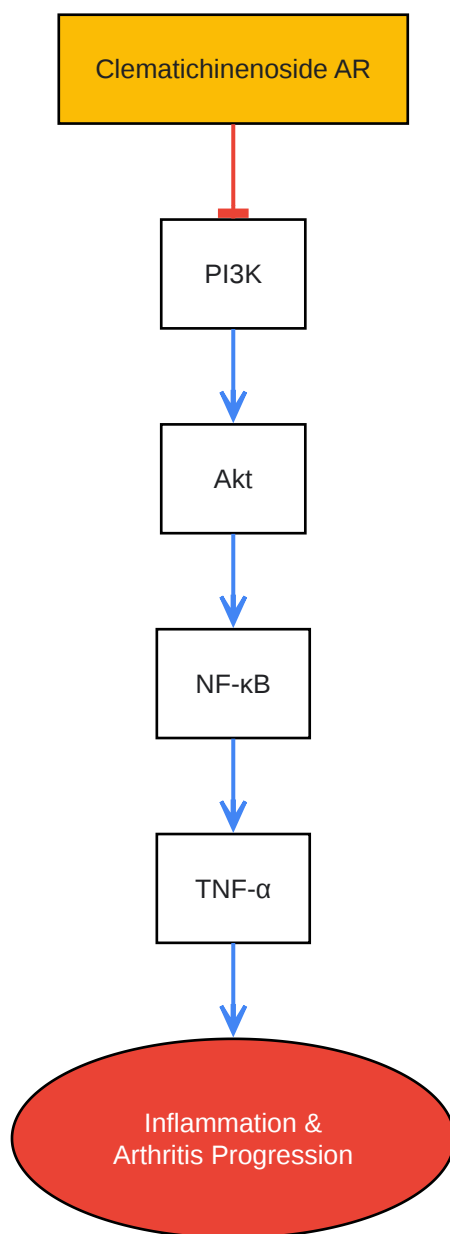 Clematichinenoside AR
PI3K
Akt
NF-κB
TNF-α
Inflammation &
Arthritis Progression